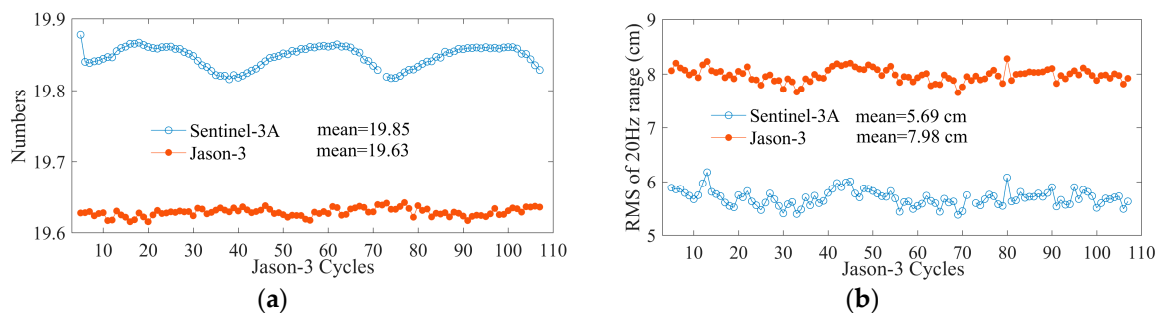 19.9
19.8
19.7
19.6
Numbers
Sentinel-3A mean=19.85
Jason-3 mean=19.63
10 20 30 40 50 60 70 80 90 100 110
Jason-3 Cycles
(a)
9
8
7
6
5
RMS of 20Hz range (cm)
Sentinel-3A mean=5.69 cm
Jason-3 mean=7.98 cm
10 20 30 40 50 60 70 80 90 100 110
Jason-3 Cycles
(b)